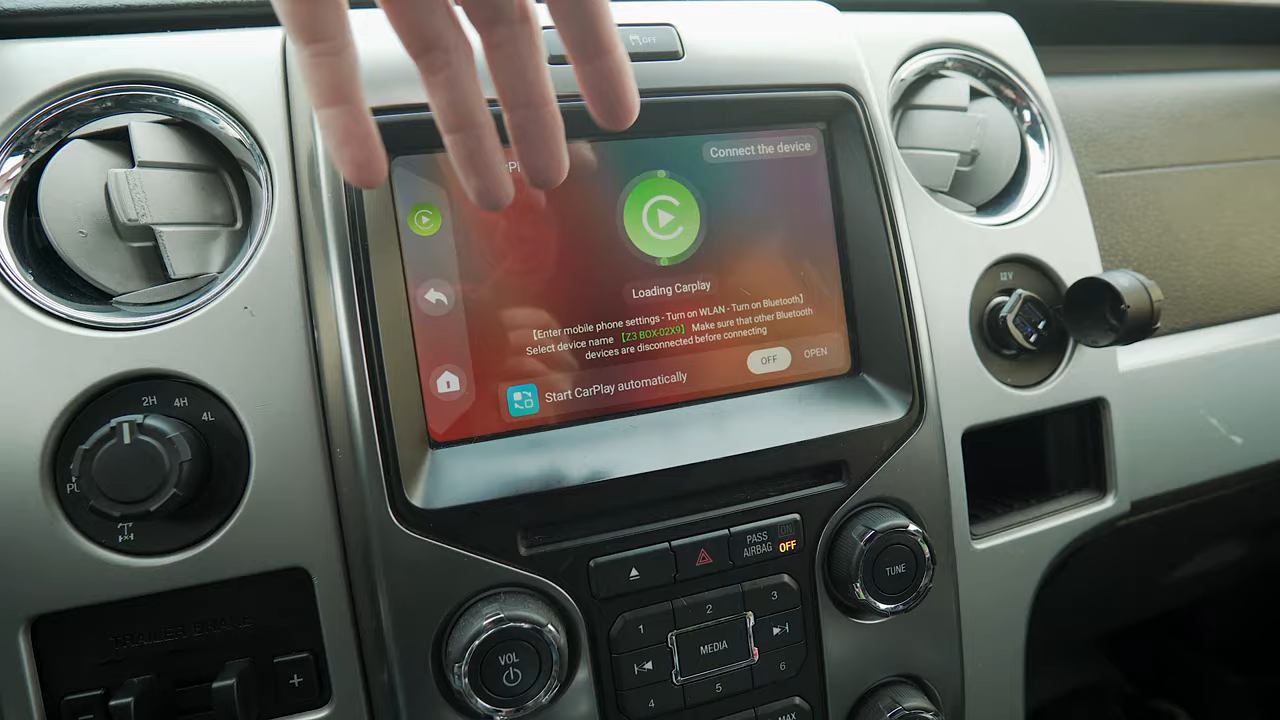 OFF
Connect the device
Loading Carplay
【Enter mobile phone settings - Turn on WLAN - Turn on Bluetooth】
Select device name 【Z3 BOX-02X9】 Make sure that other Bluetooth
devices are disconnected before connecting
OFF OPEN
Start CarPlay automatically
12V
2H 4H
4L
TRAILER BRAKE
+
PASS
AIRBAG
ON
OFF
TUNE
1 2 3
MEDIA
4 5 6
VOL
MAX